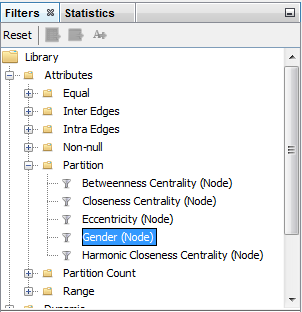 Filters Statistics
Reset
Library
Attributes
Equal
Inter Edges
Intra Edges
Non-null
Partition
Betweenness Centrality (Node)
Closeness Centrality (Node)
Eccentricity (Node)
Gender (Node)
Harmonic Closeness Centrality (Node)
Partition Count
Range